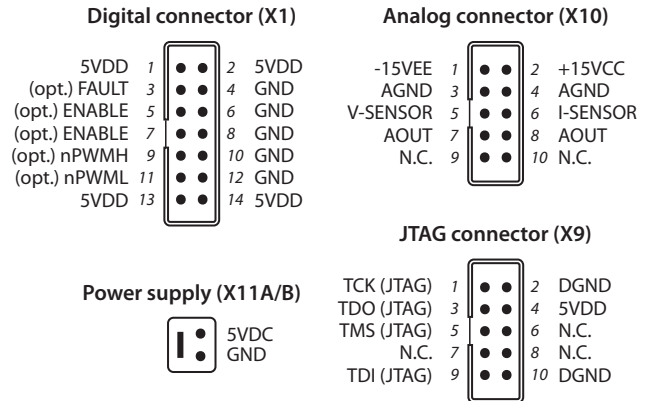 Digital connector (X1)
5VDD 1 2 5VDD
(opt.) FAULT 3 4 GND
(opt.) ENABLE 5 6 GND
(opt.) ENABLE 7 8 GND
(opt.) nPWMH 9 10 GND
(opt.) nPWML 11 12 GND
5VDD 13 14 5VDD
Analog connector (X10)
-15VEE 1 2 +15VCC
AGND 3 4 AGND
V-SENSOR 5 6 I-SENSOR
AOUT 7 8 AOUT
N.C. 9 10 N.C.
Power supply (X11A/B)
5VDC
GND
JTAG connector (X9)
TCK (JTAG) 1 2 DGND
TDO (JTAG) 3 4 5VDD
TMS (JTAG) 5 6 N.C.
N.C. 7 8 N.C.
TDI (JTAG) 9 10 DGND